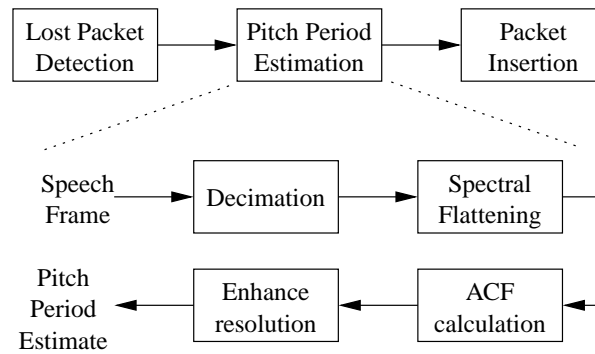 Lost Packet
Detection
Pitch Period
Estimation
Packet
Insertion
Speech
Frame
Decimation
Spectral
Flattening
Pitch
Period
Estimate
Enhance
resolution
ACF
calculation